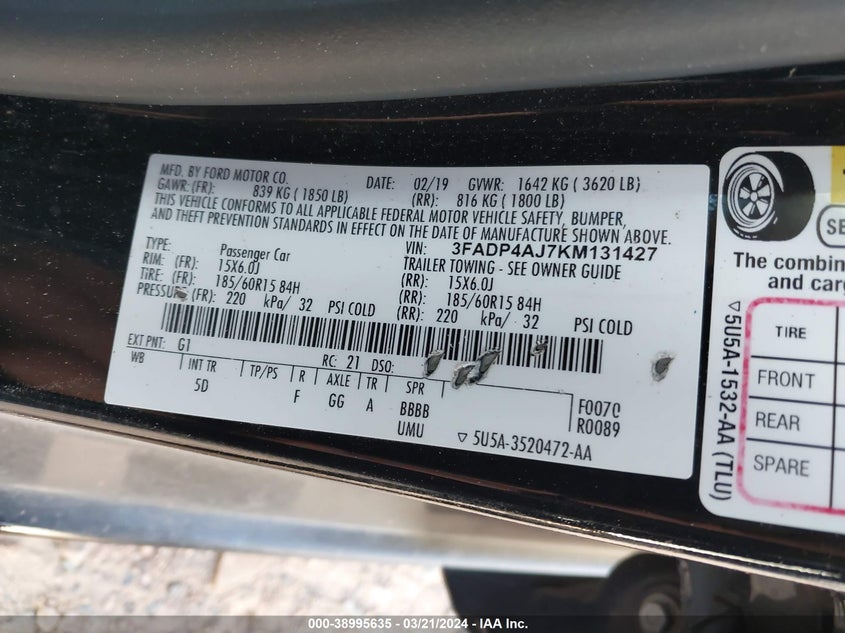 MFD. BY FORD MOTOR CO. DATE: 02/19 GVWR: 1642 KG ( 3620 LB)
GAWR: (FR): 839 KG ( 1850 LB) (RR): 816 KG ( 1800 LB)
THIS VEHICLE CONFORMS TO ALL APPLICABLE FEDERAL MOTOR VEHICLE SAFETY, BUMPER,
AND THEFT PREVENTION STANDARDS IN EFFECT ON THE DATE OF MANUFACTURE SHOWN ABOVE.
VIN: 3FADP4AJ7KM131427
TYPE: Passenger Car TRAILER TOWING - SEE OWNER GUIDE
RIM: (FR) 15X6.0J (RR): 15X6.0J
TIRE: (FR) 185/60R15 84H (RR): 185/60R15 84H
PRESSURE (FR): 220 kPa/ 32 PSI COLD (RR): 220 kPa/ 32 PSI COLD
EXT PNT: G1 RC: 21 DSO:
WB INT TR TP/PS R AXLE TR SPR
5D F GG A BBBB
UMU
F007
R0089
▽ 5U5A-3520472-AA
▽ 5U5A-1532-AA (TLU)
SE
The combin
and carg
TIRE
FRONT
REAR
SPARE
000-38995635 - 03/21/2024 - IAA Inc.